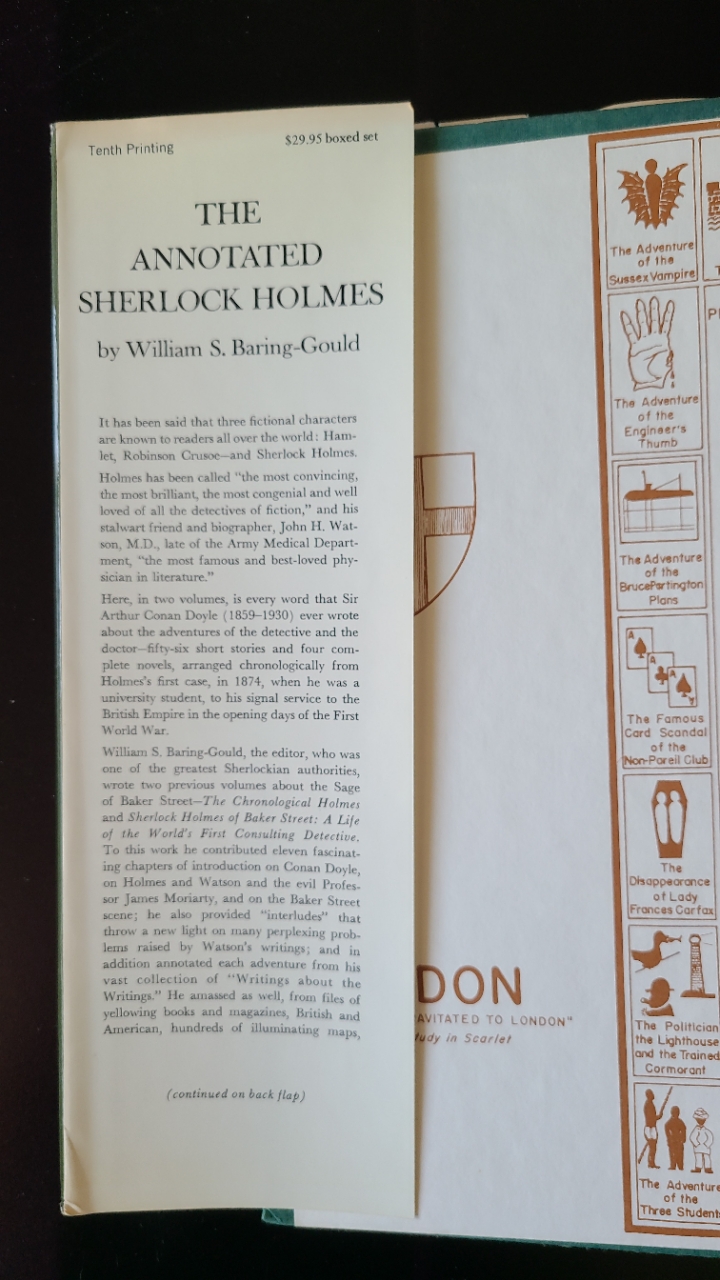 Tenth Printing
$29.95 boxed set
THE
ANNOTATED
SHERLOCK HOLMES
by William S. Baring-Gould
It has been said that three fictional characters
are known to readers all over the world: Ham-
let, Robinson Crusoe—and Sherlock Holmes.
Holmes has been called “the most convincing,
the most brilliant, the most congenial and well
loved of all the detectives of fiction,” and his
stalwart friend and biographer, John H. Wat-
son, M.D., late of the Army Medical Depart-
ment, “the most famous and best-loved phy-
sician in literature.”
Here, in two volumes, is every word that Sir
Arthur Conan Doyle (1859–1930) ever wrote
about the adventures of the detective and the
doctor—fifty-six short stories and four com-
plete novels, arranged chronologically from
Holmes's first case, in 1874, when he was a
university student, to his signal service to the
British Empire in the opening days of the First
World War.
William S. Baring-Gould, the editor, who was
one of the greatest Sherlockian authorities,
wrote two previous volumes about the Sage
of Baker Street—The Chronological Holmes
and Sherlock Holmes of Baker Street: A Life
of the World's First Consulting Detective.
To this work he contributed eleven fascinat-
ing chapters of introduction on Conan Doyle,
on Holmes and Watson and the evil Profes-
sor James Moriarty, and on the Baker Street
scene; he also provided “interludes” that
throw a new light on many perplexing prob-
lems raised by Watson's writings; and in
addition annotated each adventure from his
vast collection of “Writings about the
Writings.” He amassed as well, from files of
yellowing books and magazines, British and
American, hundreds of illuminating maps,
(continued on back flap)
DON
AVITATED TO LONDON"
tudy in Scarlet
The Adventure
of the
Sussex Vampire
The Adventure
of the
Engineer's
Thumb
The Adventure
of the
Bruce Partington
Plans
A
A
A
The Famous
Card Scandal
of the
Non-Pareil Club
The
Disappearance
of Lady
Frances Carfax
The Politician
the Lighthouse
and the Trained
Cormorant
The Adventure
of the
Three Students